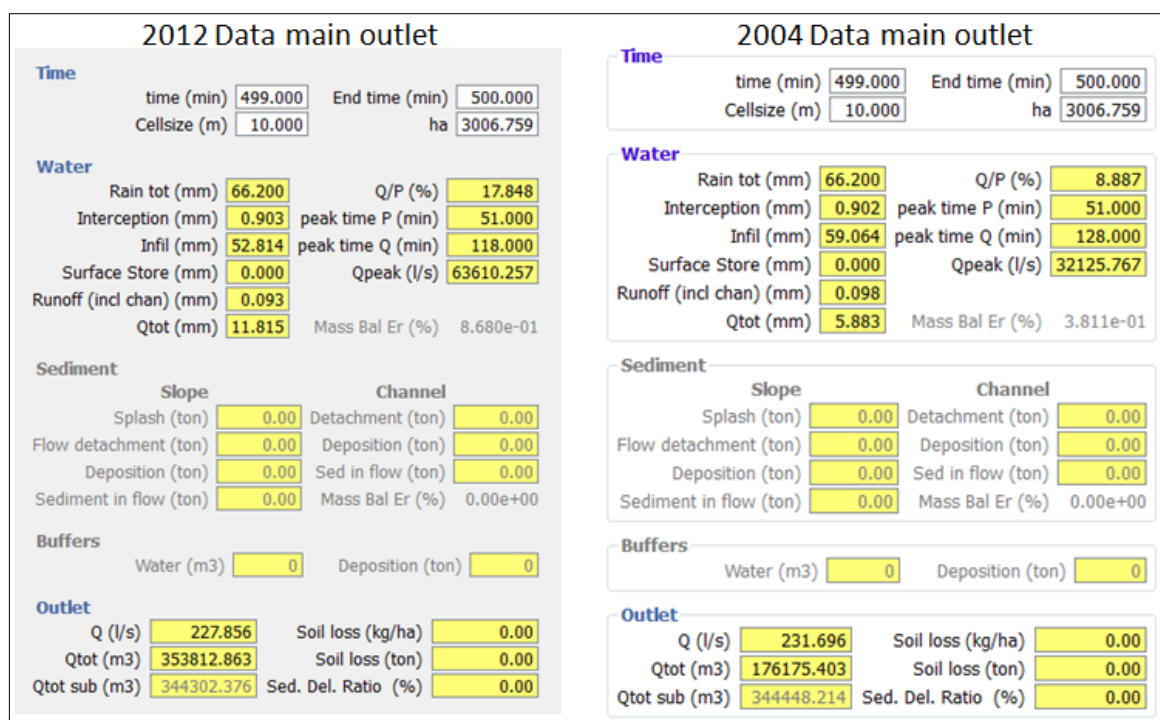 2012 Data main outlet
Time
time (min) 499.000 End time (min) 500.000
Cellsize (m) 10.000 ha 3006.759
Water
Rain tot (mm) 66.200 Q/P (%) 17.848
Interception (mm) 0.903 peak time P (min) 51.000
Infil (mm) 52.814 peak time Q (min) 118.000
Surface Store (mm) 0.000 Qpeak (l/s) 63610.257
Runoff (incl chan) (mm) 0.093
Qtot (mm) 11.815 Mass Bal Er (%) 8.680e-01
Sediment
Slope Channel
Splash (ton) 0.00 Detachment (ton) 0.00
Flow detachment (ton) 0.00 Deposition (ton) 0.00
Deposition (ton) 0.00 Sed in flow (ton) 0.00
Sediment in flow (ton) 0.00 Mass Bal Er (%) 0.00e+00
Buffers
Water (m3) 0 Deposition (ton) 0
Outlet
Q (l/s) 227.856 Soil loss (kg/ha) 0.00
Qtot (m3) 353812.863 Soil loss (ton) 0.00
Qtot sub (m3) 344302.376 Sed. Del. Ratio (%) 0.00
2004 Data main outlet
Time
time (min) 499.000 End time (min) 500.000
Cellsize (m) 10.000 ha 3006.759
Water
Rain tot (mm) 66.200 Q/P (%) 8.887
Interception (mm) 0.902 peak time P (min) 51.000
Infil (mm) 59.064 peak time Q (min) 128.000
Surface Store (mm) 0.000 Qpeak (l/s) 32125.767
Runoff (incl chan) (mm) 0.098
Qtot (mm) 5.883 Mass Bal Er (%) 3.811e-01
Sediment
Slope Channel
Splash (ton) 0.00 Detachment (ton) 0.00
Flow detachment (ton) 0.00 Deposition (ton) 0.00
Deposition (ton) 0.00 Sed in flow (ton) 0.00
Sediment in flow (ton) 0.00 Mass Bal Er (%) 0.00e+00
Buffers
Water (m3) 0 Deposition (ton) 0
Outlet
Q (l/s) 231.696 Soil loss (kg/ha) 0.00
Qtot (m3) 176175.403 Soil loss (ton) 0.00
Qtot sub (m3) 344448.214 Sed. Del. Ratio (%) 0.00